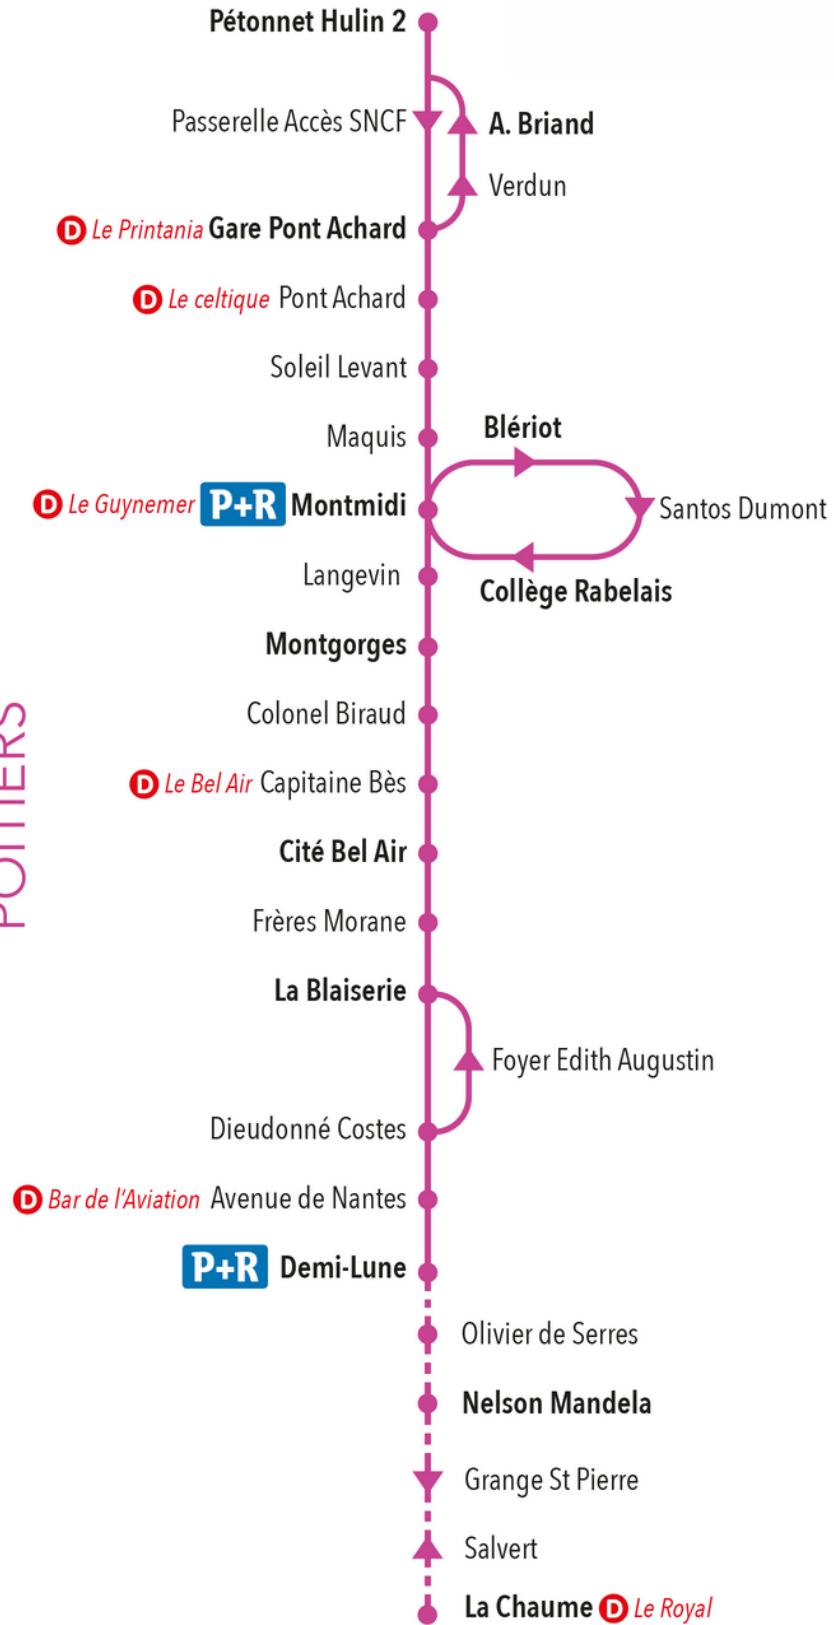 Pétonnet Hulin 2
Passerelle Accès SNCF
A. Briand
Verdun
D Le Printania Gare Pont Achard
D Le celtique Pont Achard
Soleil Levant
Maquis
Blériot
D Le Guynemer P+R Montmidi
Santos Dumont
Langevin
Collège Rabelais
Montgorges
Colonel Biraud
POITIERS
D Le Bel Air Capitaine Bès
Cité Bel Air
Frères Morane
La Blaiserie
Foyer Edith Augustin
Dieudonné Costes
D Bar de l'Aviation Avenue de Nantes
P+R Demi-Lune
Olivier de Serres
Nelson Mandela
Grange St Pierre
Salvert
La Chaume D Le Royal